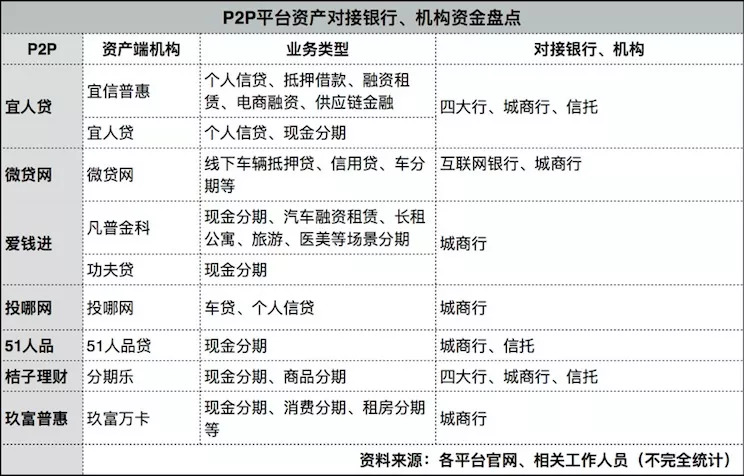 P2P平台资产对接银行、机构资金盘点
P2P 资产端机构 业务类型 对接银行、机构
宜人贷 宜信普惠 个人信贷、抵押借款、融资租
赁、电商融资、供应链金融 四大行、城商行、信托
宜人贷 个人信贷、现金分期
微贷网 微贷网 线下车辆抵押贷、信用贷、车分
期等 互联网银行、城商行
爱钱进 凡普金科 现金分期、汽车融资租赁、长租
公寓、旅游、医美等场景分期 城商行
功夫贷 现金分期
投哪网 投哪网 车贷、个人信贷 城商行
51人品 51人品贷 现金分期 城商行、信托
桔子理财 分期乐 现金分期、商品分期 四大行、城商行、信托
玖富普惠 玖富万卡 现金分期、消费分期、租房分期
等 城商行
资料来源：各平台官网、相关工作人员（不完全统计）